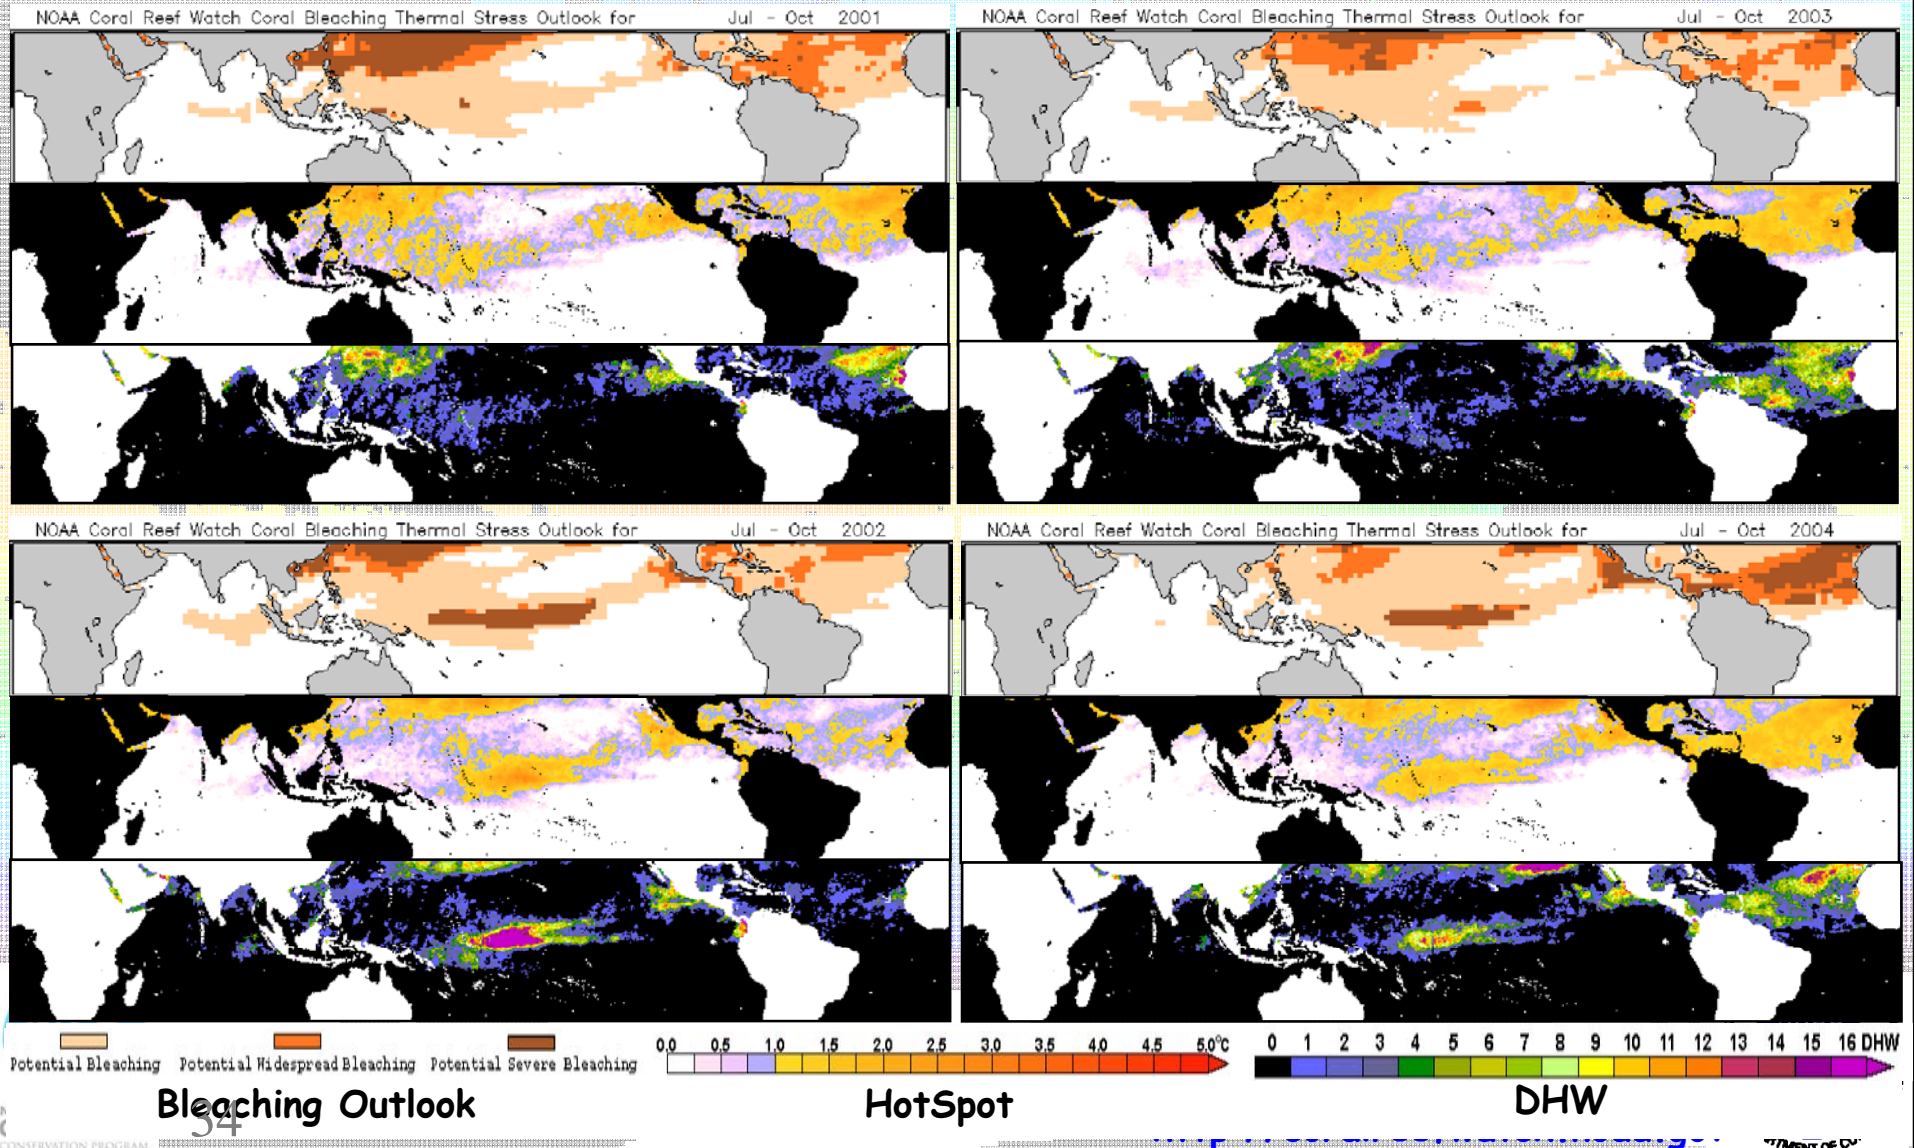 NOAA Coral Reef Watch Coral Bleaching Thermal Stress Outlook for Jul - Oct 2001
NOAA Coral Reef Watch Coral Bleaching Thermal Stress Outlook for Jul - Oct 2003
NOAA Coral Reef Watch Coral Bleaching Thermal Stress Outlook for Jul - Oct 2002
NOAA Coral Reef Watch Coral Bleaching Thermal Stress Outlook for Jul - Oct 2004
Potential Bleaching Potential Widespread Bleaching Potential Severe Bleaching
0.0 0.5 1.0 1.5 2.0 2.5 3.0 3.5 4.0 4.5 5.0°C
0 1 2 3 4 5 6 7 8 9 10 11 12 13 14 15 16 DHW
Bleaching Outlook
HotSpot
DHW
34
CONSERVATION PROGRAM